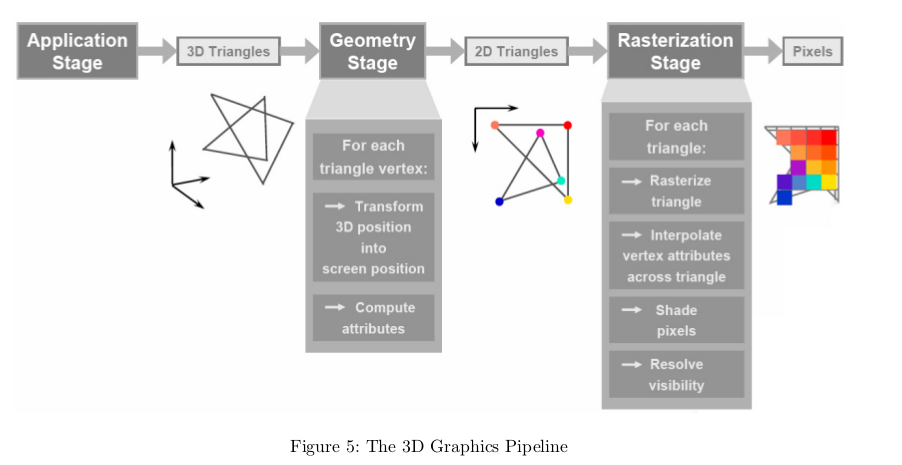 Application
Stage
3D Triangles
Geometry
Stage
2D Triangles
Rasterization
Stage
Pixels
For each
triangle vertex:
Transform
3D position
into
screen position
Compute
attributes
For each
triangle:
Rasterize
triangle
Interpolate
vertex attributes
across triangle
Shade
pixels
Resolve
visibility
Figure 5: The 3D Graphics Pipeline